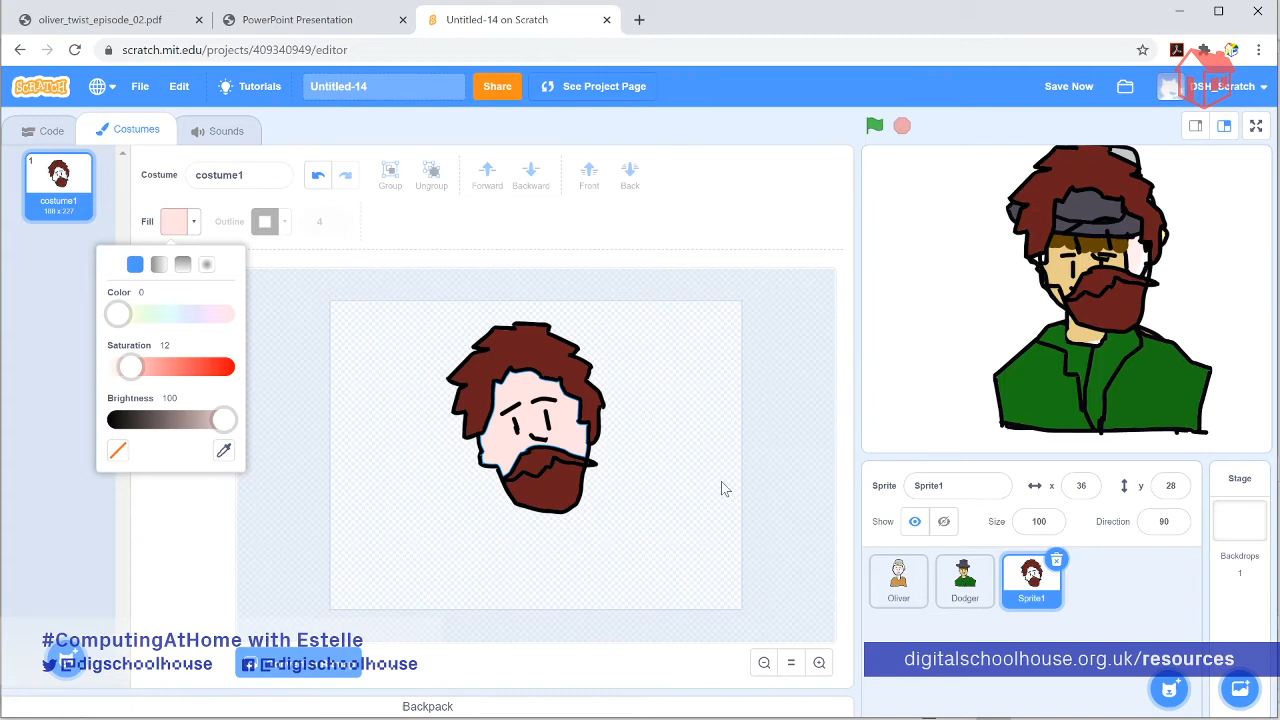 oliver_twist_episode_02.pdf
PowerPoint Presentation
Untitled-14 on Scratch
scratch.mit.edu/projects/409340949/editor
SCRATCH
File
Edit
Tutorials
Untitled-14
Share
See Project Page
Save Now
DSH_Scratch
Code
Costumes
Sounds
1
costume1
188 x 227
Costume
costume1
Group
Ungroup
Forward
Backward
Front
Back
Fill
Outline
4
Color 0
Saturation 12
Brightness 100
Sprite
Sprite1
x
36
y
28
Show
Size
100
Direction
90
Stage
Backdrops
1
Oliver
Dodger
Sprite1
#ComputingAtHome with Estelle
@digschoolhouse
@digischoolhouse
digitalschoolhouse.org.uk/resources
Backpack